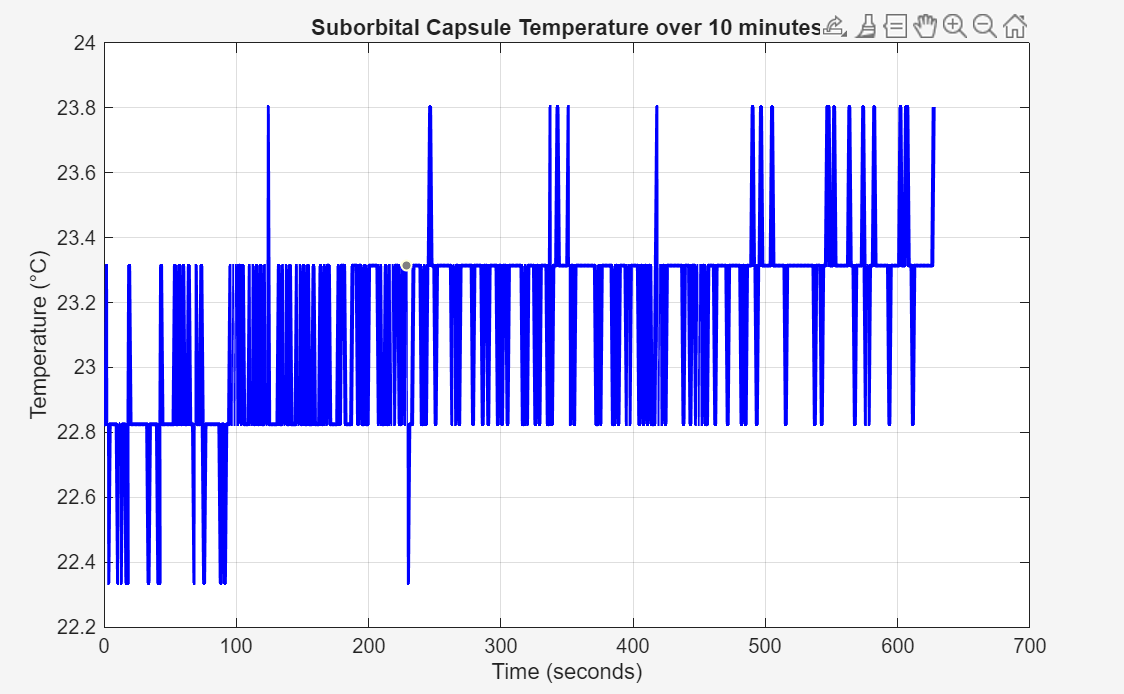 Suborbital Capsule Temperature over 10 minutes
24
23.8
23.6
23.4
23.2
23
22.8
22.6
22.4
22.2
Temperature (°C)
0 100 200 300 400 500 600 700
Time (seconds)